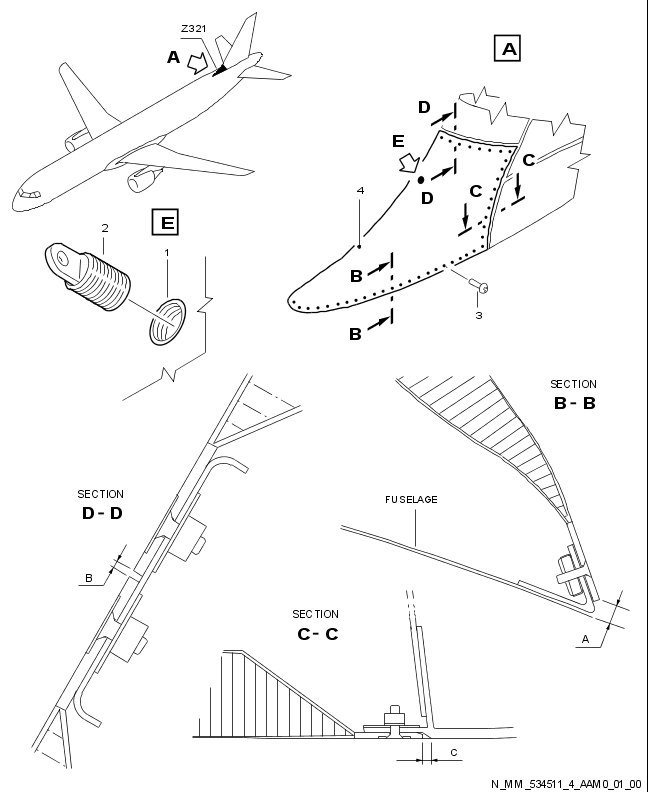 Z321
A
A
D
E
C
D
C
4
E
2
1
B
3
B
SECTION
B - B
SECTION
D - D
FUSELAGE
B
SECTION
C - C
A
C
N_MM_534511_4_AAM0_01_00